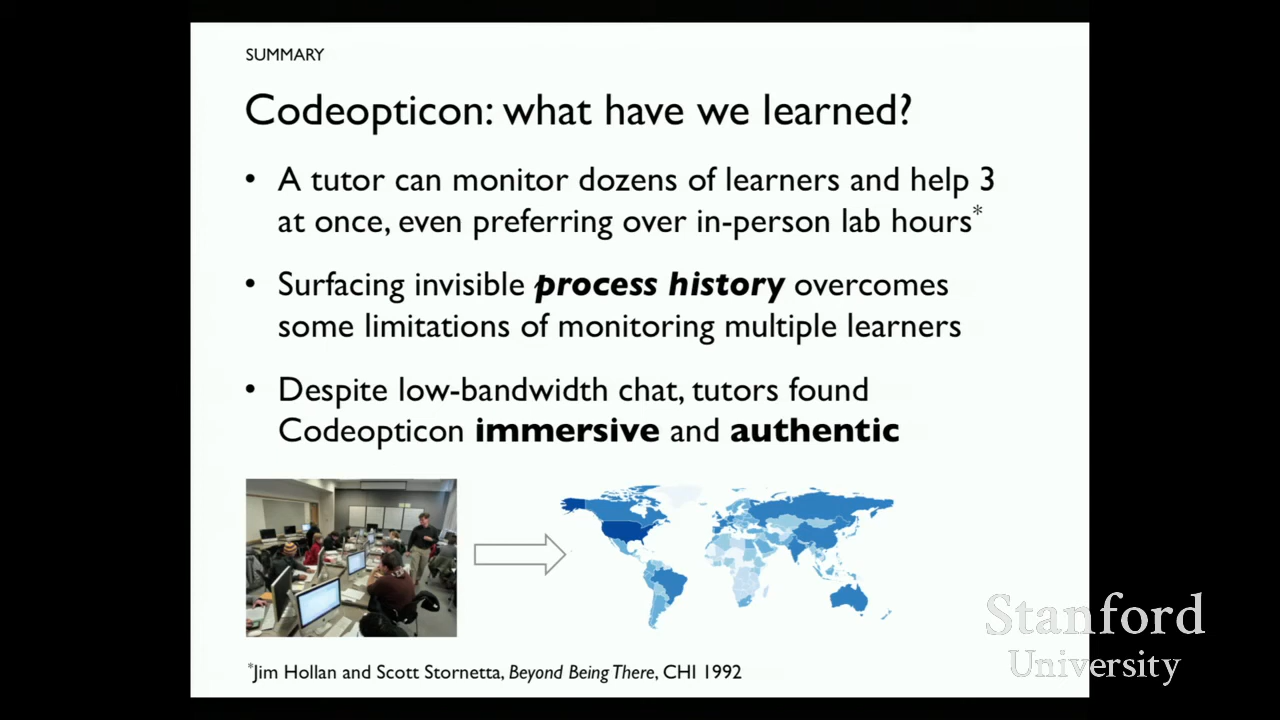 SUMMARY
Codeopticon: what have we learned?
• A tutor can monitor dozens of learners and help 3
at once, even preferring over in-person lab hours*
• Surfacing invisible process history overcomes
some limitations of monitoring multiple learners
• Despite low-bandwidth chat, tutors found
Codeopticon immersive and authentic
*Jim Hollan and Scott Stornetta, Beyond Being There, CHI 1992
Stanford
University